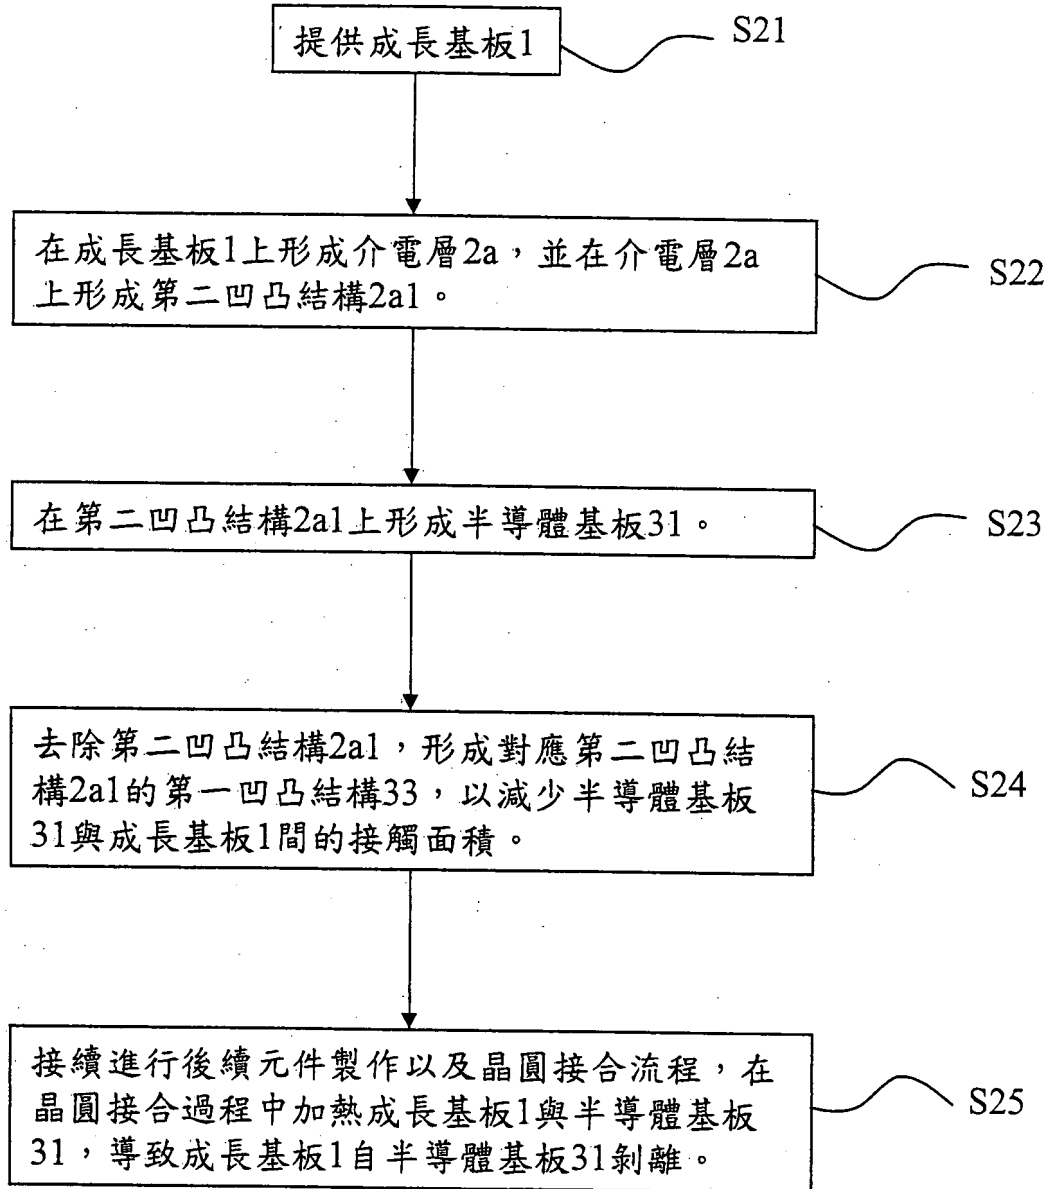 提供成長基板1
S21
在成長基板1上形成介電層2a，並在介電層2a
上形成第二凹凸結構2a1。
S22
在第二凹凸結構2a1上形成半導體基板31。
S23
去除第二凹凸結構2a1，形成對應第二凹凸結
構2a1的第一凹凸結構33，以減少半導體基板
31與成長基板1間的接觸面積。
S24
接續進行後續元件製作以及晶圓接合流程，在
晶圓接合過程中加熱成長基板1與半導體基板
31，導致成長基板1自半導體基板31剝離。
S25